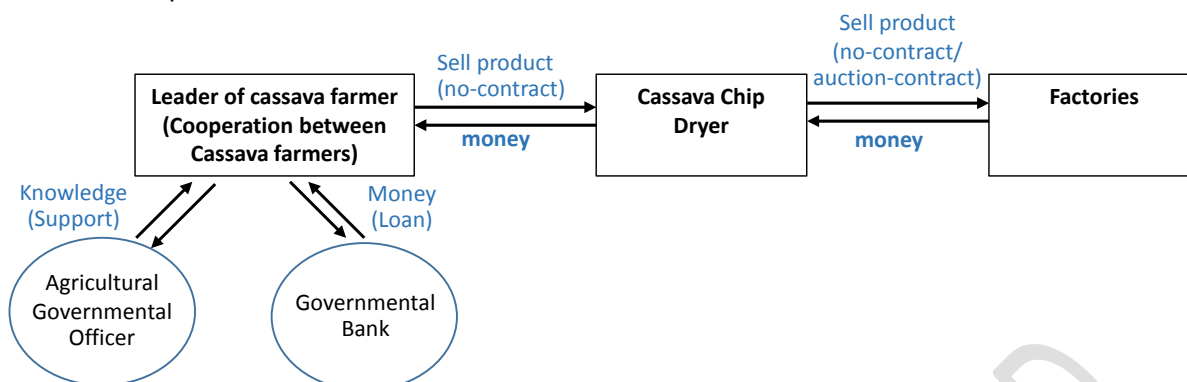 Sell product
(no-contract/
auction-contract)
Sell product
(no-contract)
Leader of cassava farmer
(Cooperation between
Cassava farmers)
money
Cassava Chip
Dryer
money
Factories
Knowledge
(Support)
Money
(Loan)
Agricultural
Governmental
Officer
Governmental
Bank